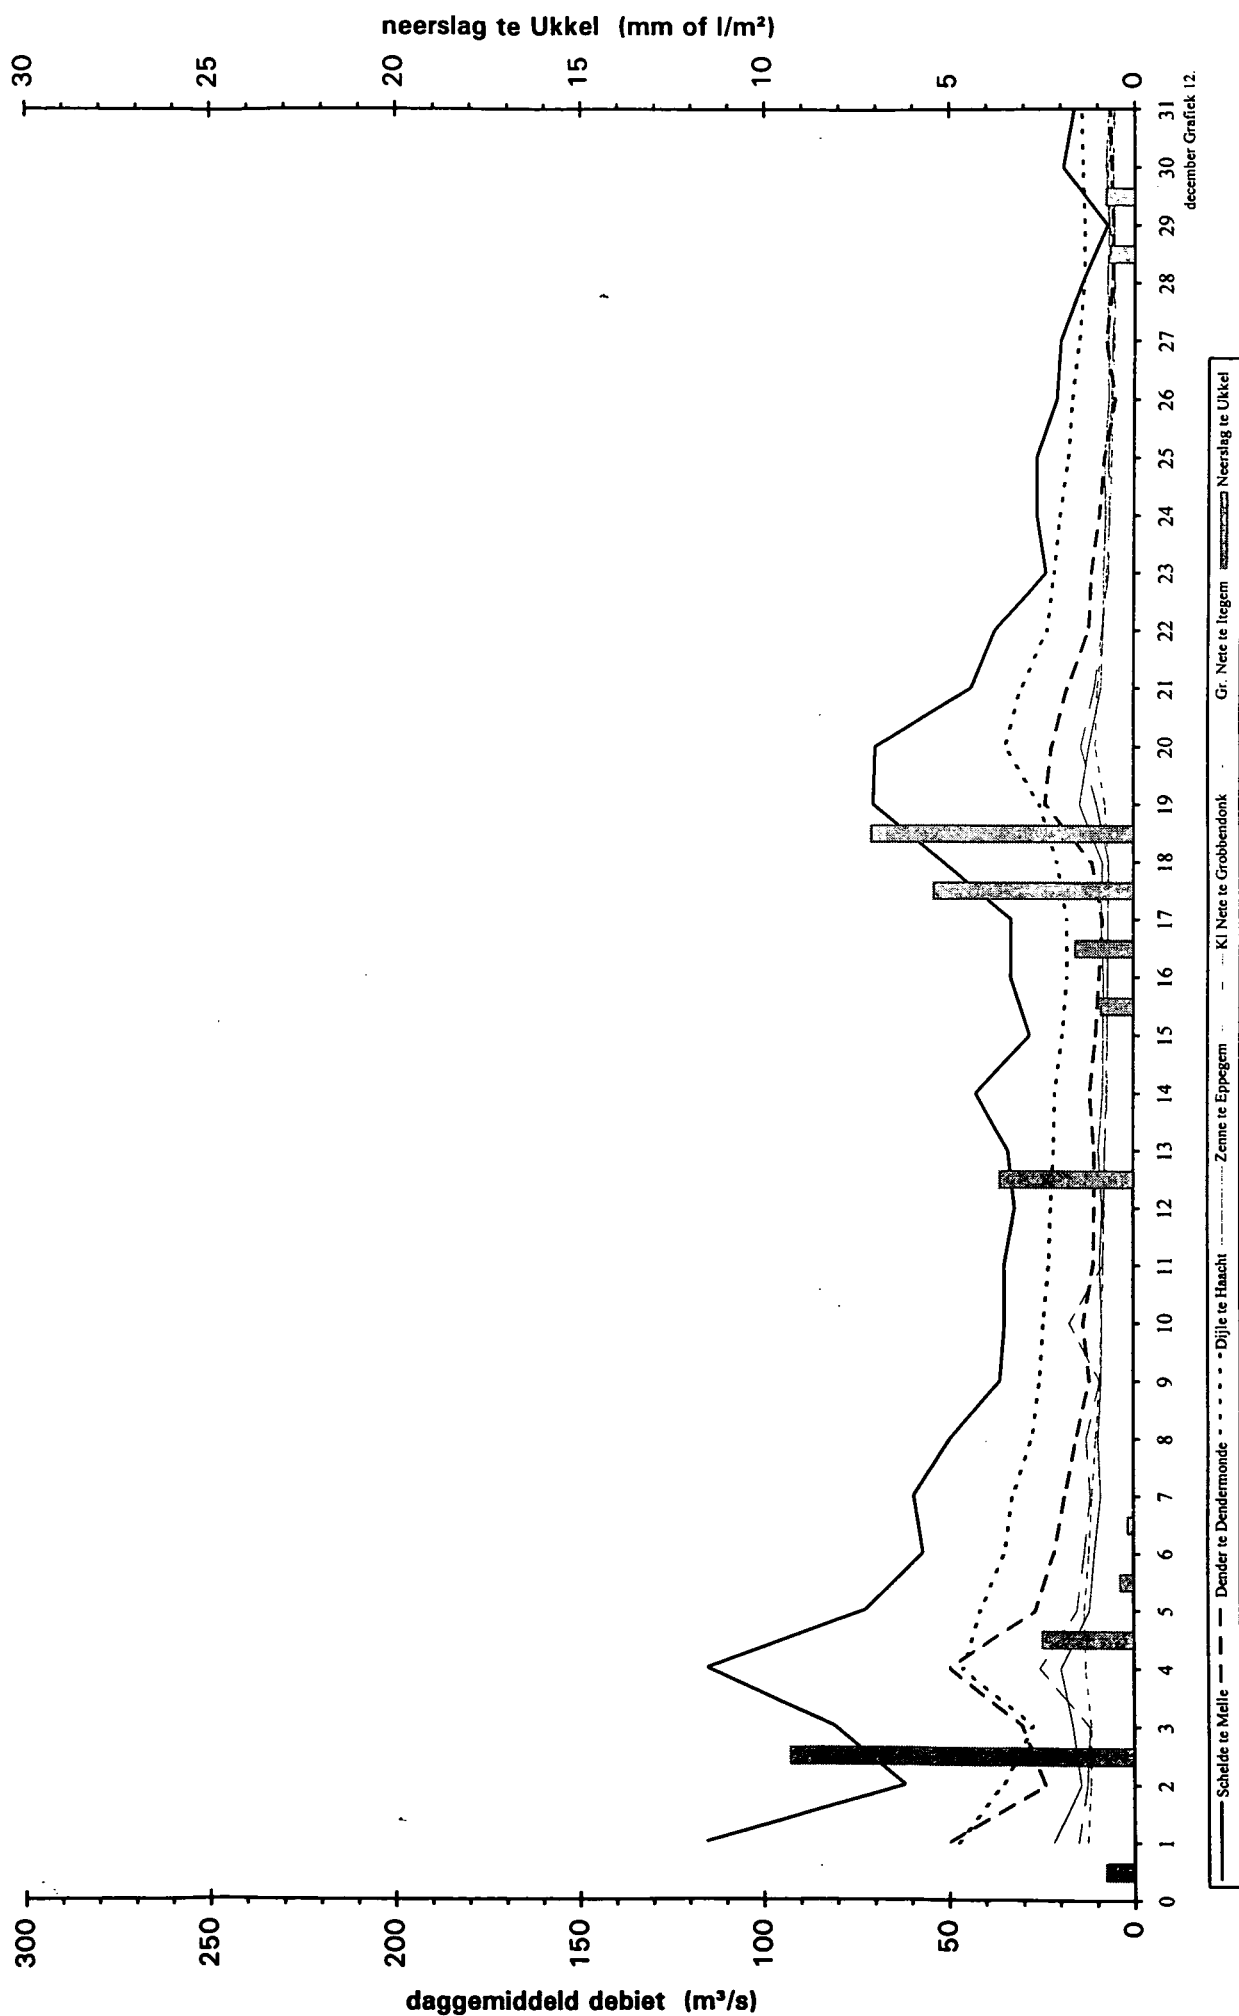 neerslag te Ukkel (mm of l/m²)
30
25
20
15
10
5
0
300
250
200
150
100
50
0
daggemiddeld debiet (m³/s)
0 1 2 3 4 5 6 7 8 9 10 11 12 13 14 15 16 17 18 19 20 21 22 23 24 25 26 27 28 29 30 31
december Grafiek 12.
Schelde te Melle Dender te Dendermonde Dijle te Haacht Zenne te Eppegem Kl Nete te Grobbendonk Gr. Nete te Itegem Neerslag te Ukkel